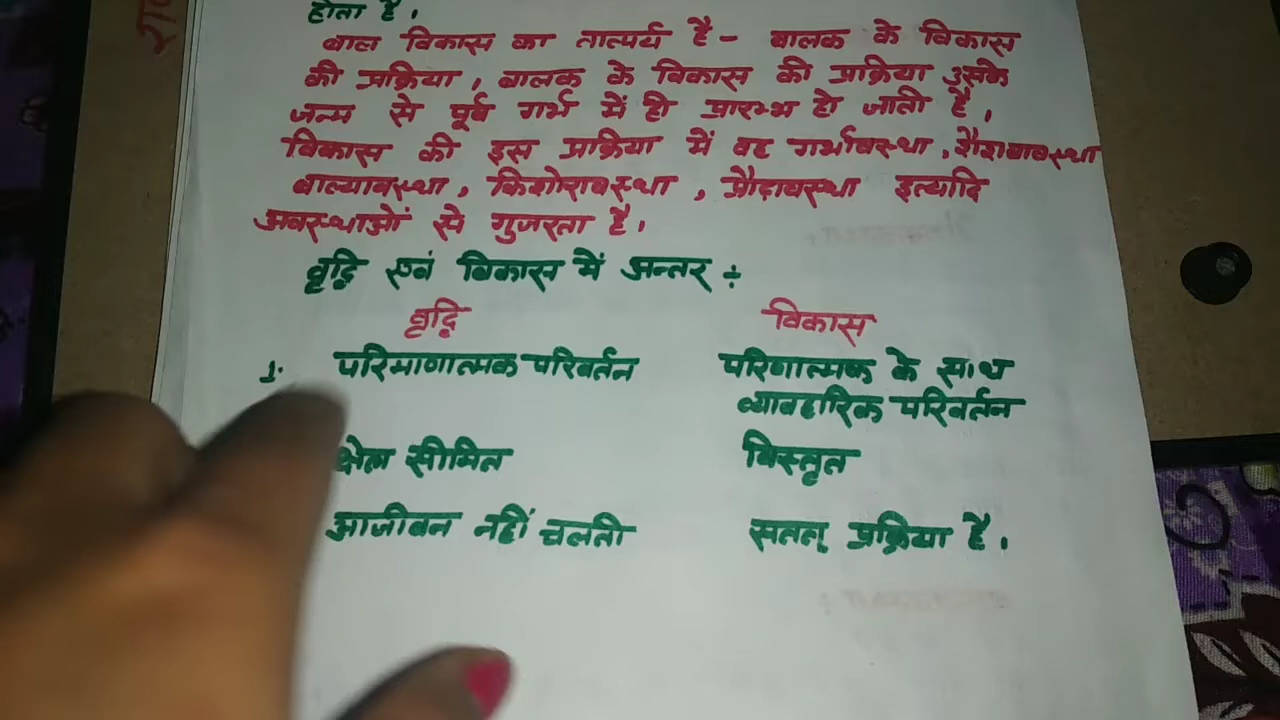 होता है.
बाल विकास का तात्पर्य है - बालक के विकास
की प्रक्रिया, बालक के विकास की प्रक्रिया उसके
जन्म से पूर्व गर्भ में ही प्रारम्भ हो जाती है.
विकास की इस प्रक्रिया में वह गर्भावस्था, शैशवावस्था
बाल्यावस्था, किशोरावस्था, प्रौढावस्था इत्यादि
अवस्थाओं से गुजरता है.
वृद्धि एवं विकास में अन्तर ÷
वृद्धि विकास
1. परिमाणात्मक परिवर्तन परिणात्मक के साथ
व्यावहारिक परिवर्तन
क्षेत्र सीमित विस्तृत
आजीवन नहीं चलती सतत् प्रक्रिया है.